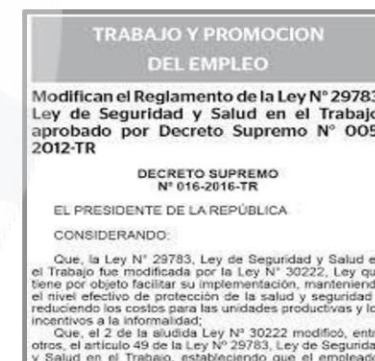 TRABAJO Y PROMOCION
DEL EMPLEO
Modifican el Reglamento de la Ley N° 29783
Ley de Seguridad y Salud en el Trabajo
aprobado por Decreto Supremo N° 005
2012-TR
DECRETO SUPREMO
N° 016-2016-TR
EL PRESIDENTE DE LA REPÚBLICA
CONSIDERANDO:
Que, la Ley N° 29783, Ley de Seguridad y Salud e
el Trabajo fue modificada por la Ley N° 30222, Ley qu
tiene por objeto facilitar su implementación, manteniend
el nivel efectivo de protección de la salud y seguridad
reduciendo los costos para las unidades productivas y lo
incentivos a la informalidad;
Que, el 2 de la aludida Ley N° 30222 modificó, entr
otros, el artículo 49 de la Ley N° 29783, Ley de Segurida
y Salud en el Trabajo, estableciendo que el emplead